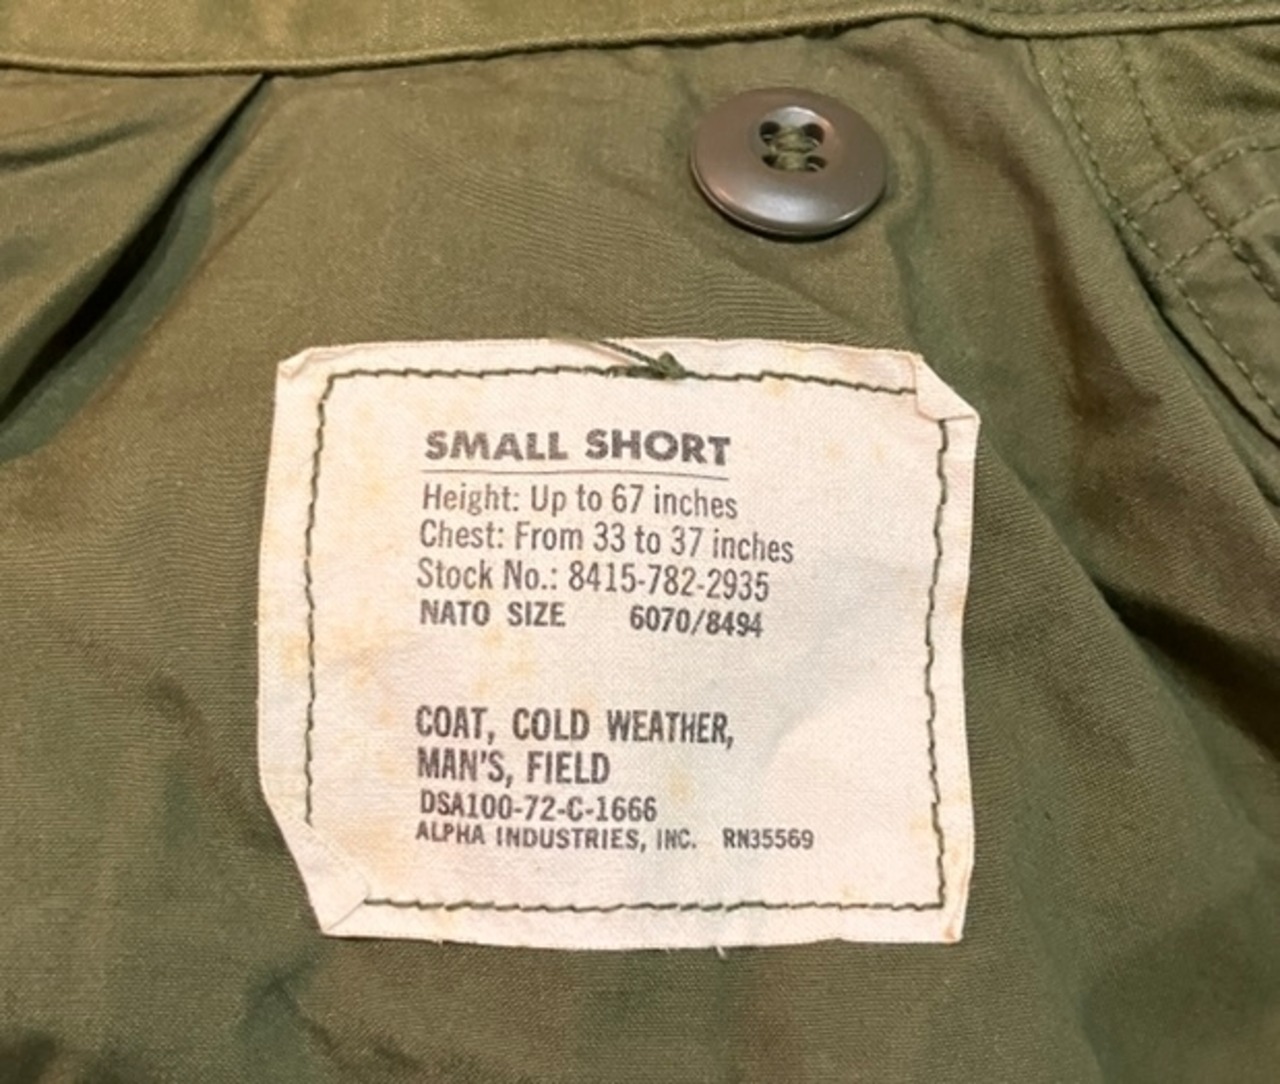 SMALL SHORT
Height: Up to 67 inches
Chest: From 33 to 37 inches
Stock No.: 8415-782-2935
NATO SIZE 6070/8494
COAT, COLD WEATHER,
MAN'S, FIELD
DSA100-72-C-1666
ALPHA INDUSTRIES, INC. RN35569